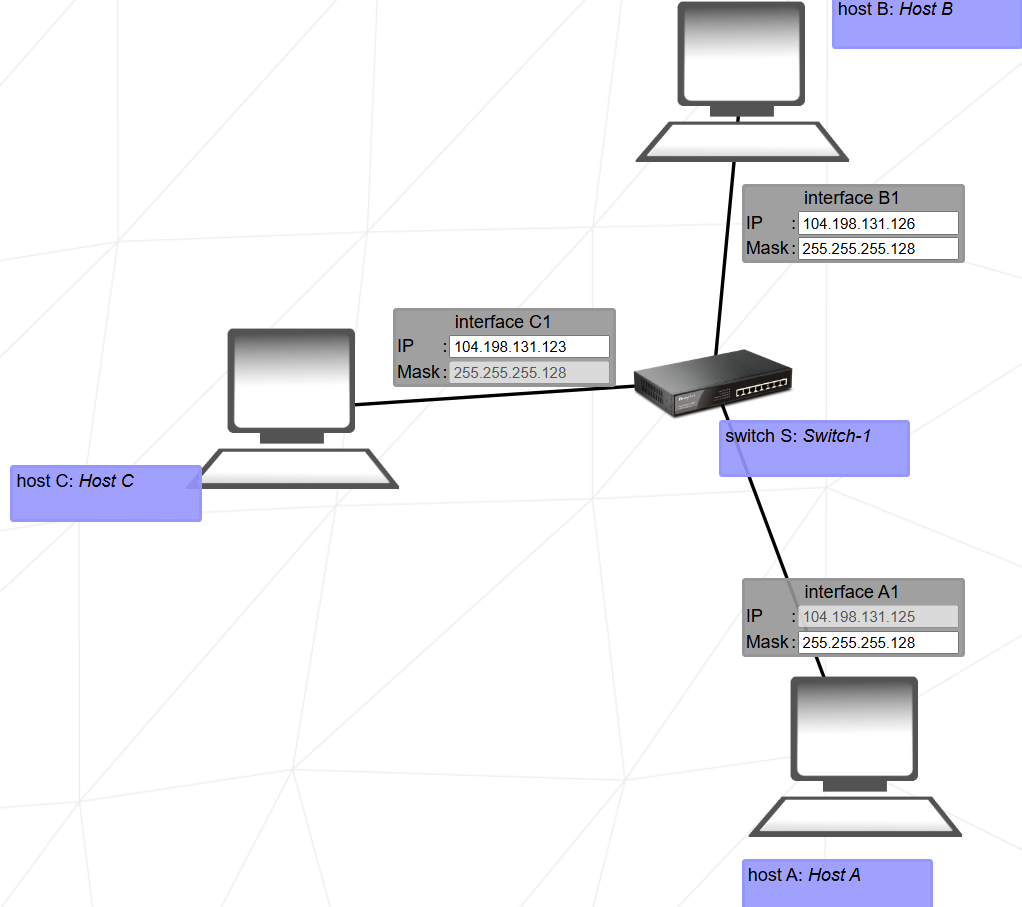 host B: Host B
interface B1
IP : 104.198.131.126
Mask : 255.255.255.128
interface C1
IP : 104.198.131.123
Mask : 255.255.255.128
switch S: Switch-1
host C: Host C
interface A1
IP : 104.198.131.125
Mask : 255.255.255.128
host A: Host A